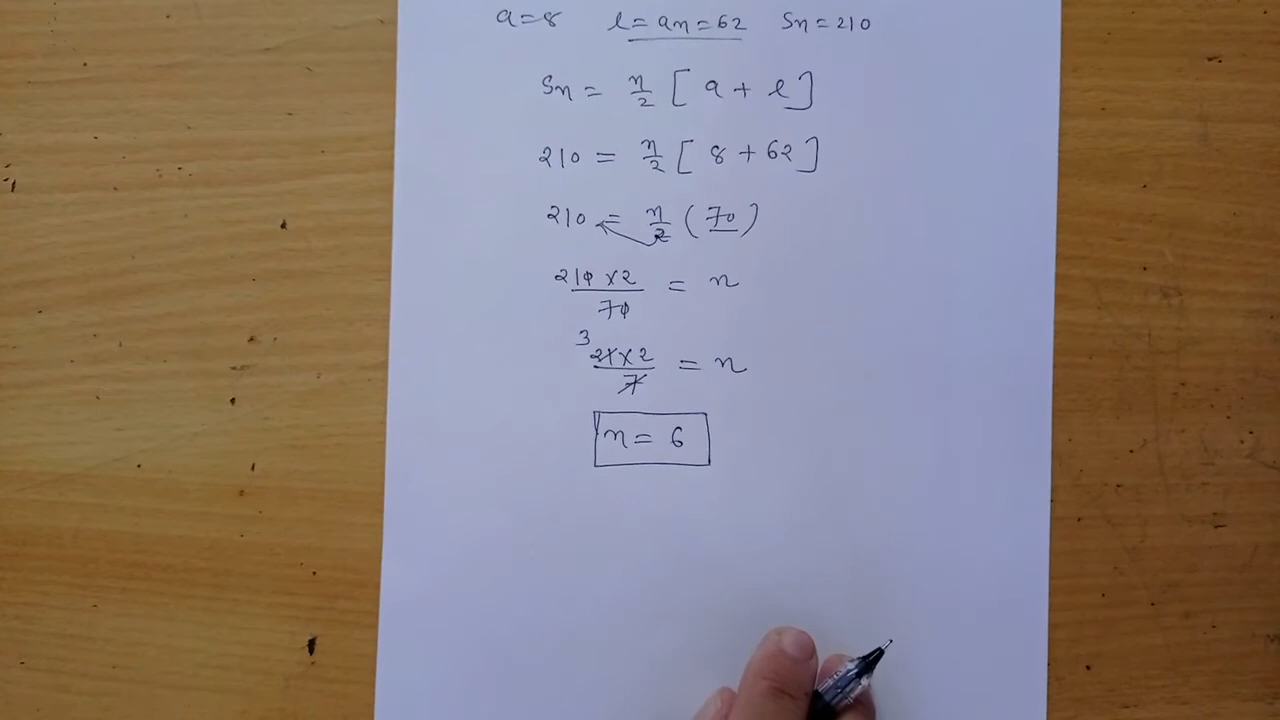 a=8 l=an=62 Sn=210
Sn = n/2 [a + l]
210 = n/2 [8 + 62]
210 = n/2 (70)
210 x 2 / 70 = n
3
21 x 2 / 7 = n
n = 6